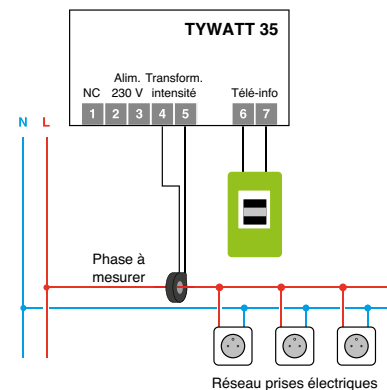 TYWATT 35
Alim. Transform.
NC 230 V intensité Télé-info
1 2 3 4 5 6 7
N L
Phase à
mesurer
Réseau prises électriques